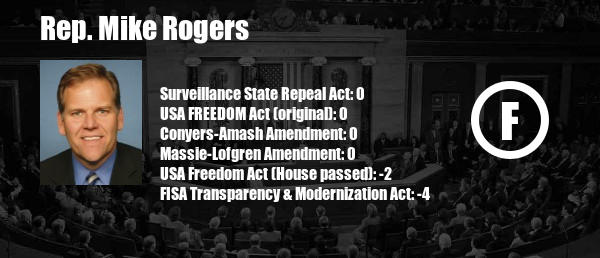 Rep. Mike Rogers
Surveillance State Repeal Act: 0
USA FREEDOM Act (original): 0
Conyers-Amash Amendment: 0
Massie-Lofgren Amendment: 0
USA Freedom Act (House passed): -2
FISA Transparency & Modernization Act: -4
F